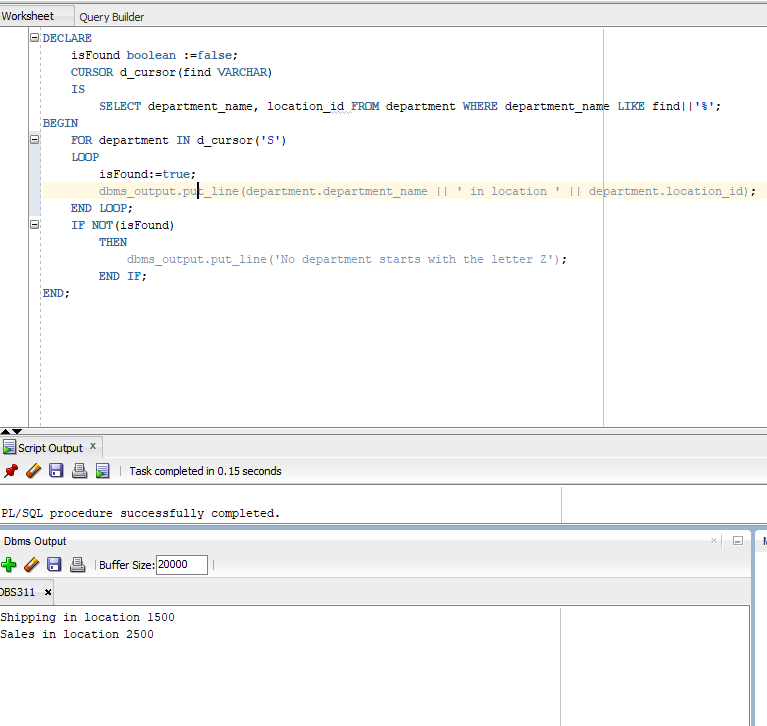 Worksheet Query Builder
DECLARE
isFound boolean :=false;
CURSOR d_cursor(find VARCHAR)
IS
SELECT department_name, location_id FROM department WHERE department_name LIKE find||'%';
BEGIN
FOR department IN d_cursor('S')
LOOP
isFound:=true;
dbms_output.put_line(department.department_name || ' in location ' || department.location_id);
END LOOP;
IF NOT(isFound)
THEN
dbms_output.put_line('No department starts with the letter Z');
END IF;
END;
Script Output x
Task completed in 0.15 seconds
PL/SQL procedure successfully completed.
Dbms Output
Buffer Size: 20000
DBS311
Shipping in location 1500
Sales in location 2500